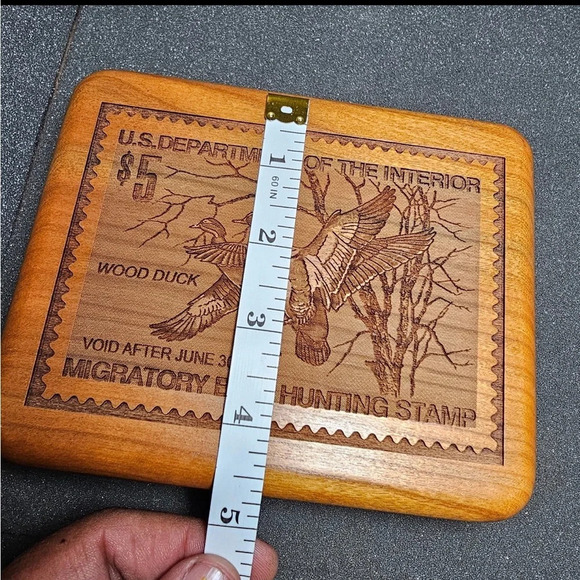 U.S. DEPARTM OF THE INTERIOR
$5
WOOD DUCK
VOID AFTER JUNE 30
MIGRATORY B HUNTING STAMP
1
60 IN
2
3
4
5